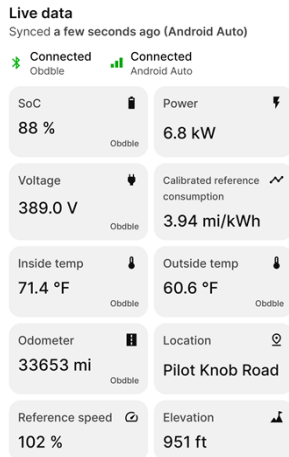 Live data
Synced a few seconds ago (Android Auto)
Connected
Obdble
Connected
Android Auto
SoC
88 %
Obdble
Power
6.8 kW
Voltage
389.0 V
Obdble
Calibrated reference
consumption
3.94 mi/kWh
Inside temp
71.4 °F
Obdble
Outside temp
60.6 °F
Obdble
Odometer
33653 mi
Obdble
Location
Pilot Knob Road
Reference speed
102 %
Elevation
951 ft